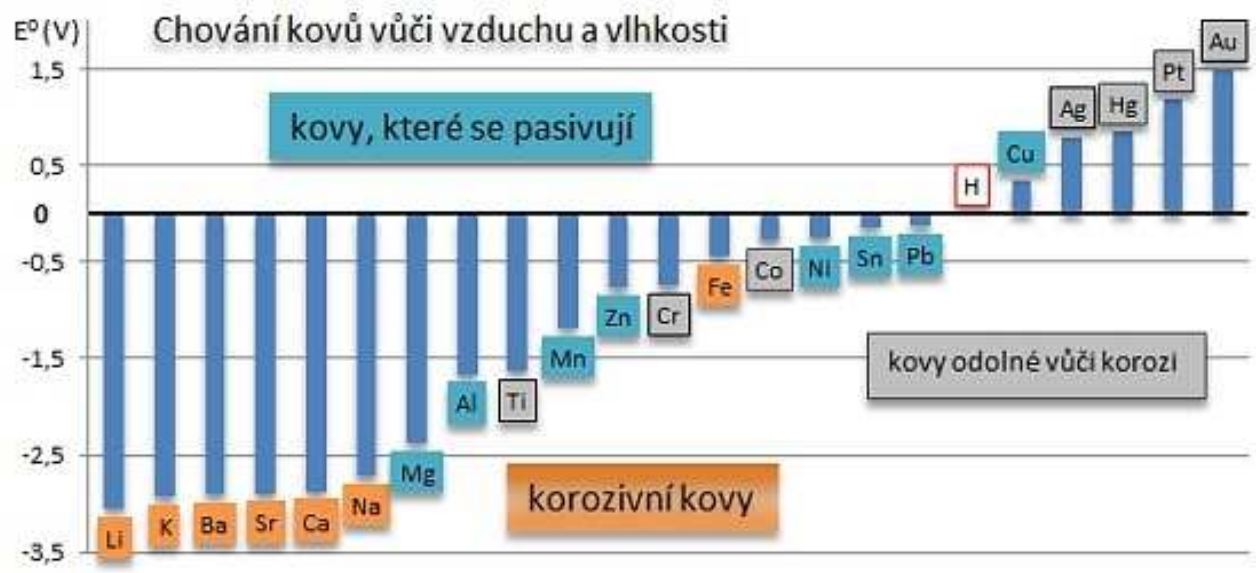 E⁰ (V)
Chování kovů vůči vzduchu a vlhkosti
Au
1,5
Pt
Ag
Hg
kovy, které se pasivují
0,5
Cu
H
0
-0,5
Fe
Co
Ni
Sn
Pb
Zn
Cr
-1,5
Mn
kovy odolné vůči korozi
Al
Ti
-2,5
Mg
korozivní kovy
-3,5
Li
K
Ba
Sr
Ca
Na